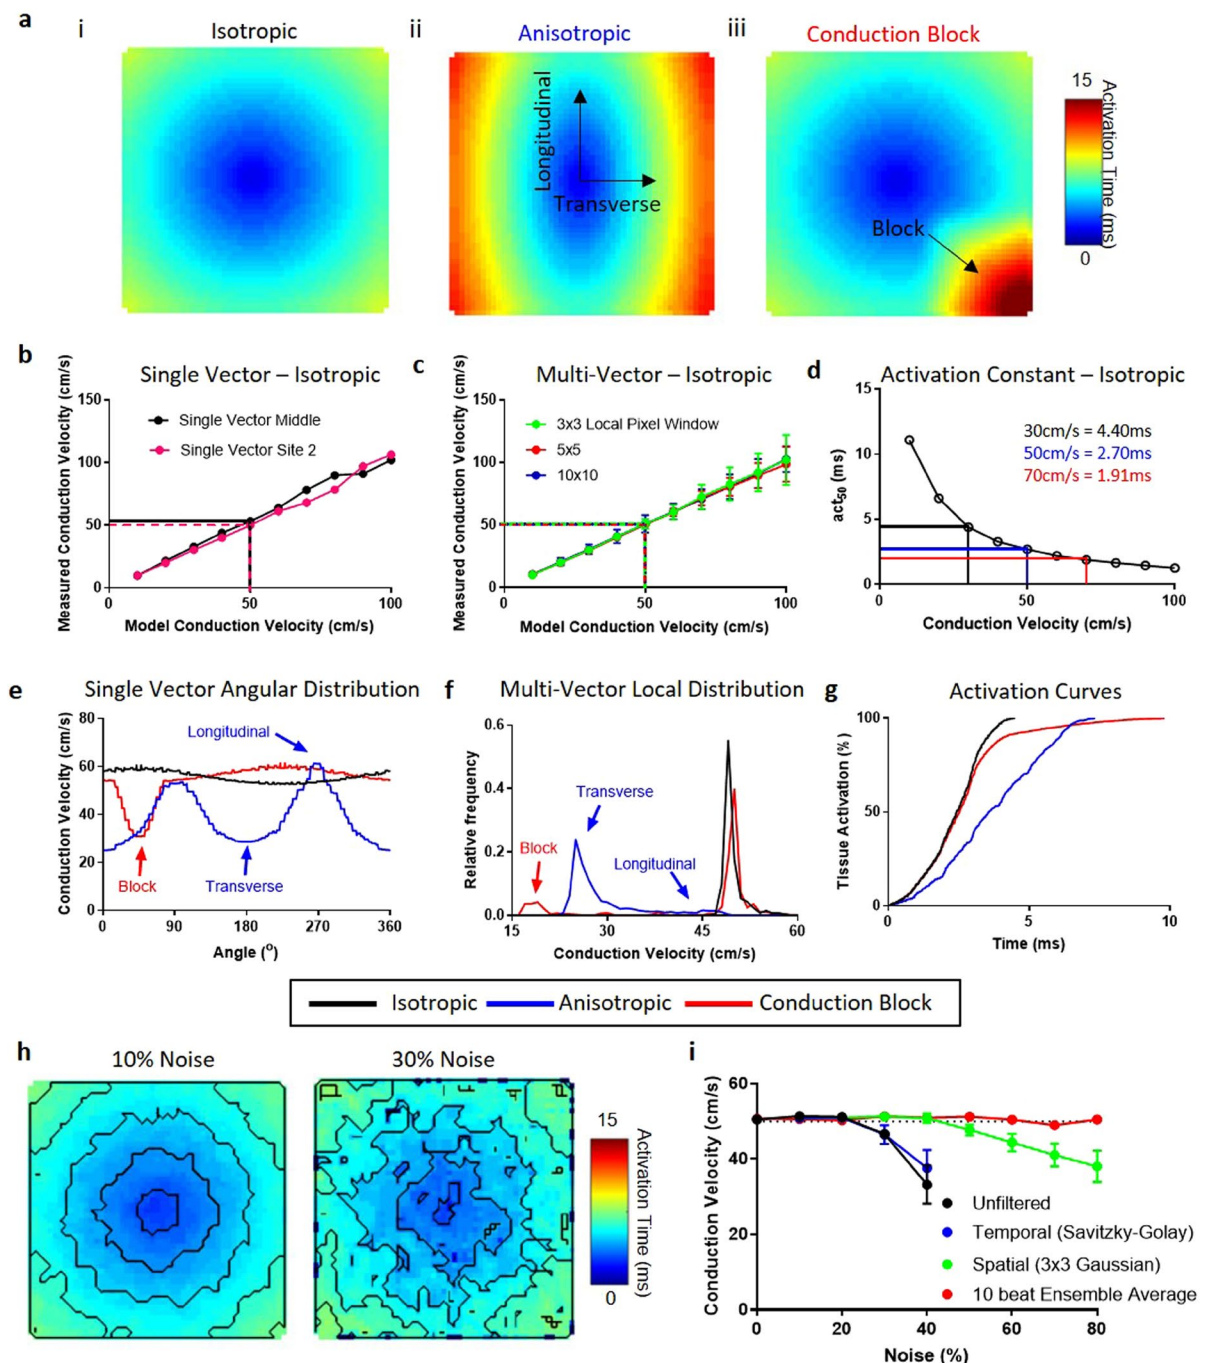 a
i
Isotropic
ii
Anisotropic
iii
Conduction Block
Longitudinal
Transverse
Block
15
Activation Time (ms)
0
b
Single Vector – Isotropic
Measured Conduction Velocity (cm/s)
150
100
50
0
Single Vector Middle
Single Vector Site 2
0
50
100
Model Conduction Velocity (cm/s)
c
Multi-Vector – Isotropic
Measured Conduction Velocity (cm/s)
150
100
50
0
3x3 Local Pixel Window
5x5
10x10
0
50
100
Model Conduction Velocity (cm/s)
d
Activation Constant – Isotropic
act50 (ms)
15
10
5
0
30cm/s = 4.40ms
50cm/s = 2.70ms
70cm/s = 1.91ms
0
50
100
Conduction Velocity (cm/s)
e
Single Vector Angular Distribution
Conduction Velocity (cm/s)
80
60
40
20
0
Longitudinal
Block
Transverse
0
90
180
270
360
Angle (o)
f
Multi-Vector Local Distribution
Relative frequency
0.6
0.4
0.2
0.0
Transverse
Block
Longitudinal
15
30
45
60
Conduction Velocity (cm/s)
g
Activation Curves
Tissue Activation (%)
100
50
0
0
5
10
Time (ms)
Isotropic
Anisotropic
Conduction Block
h
10% Noise
30% Noise
15
Activation Time (ms)
0
i
Conduction Velocity (cm/s)
60
40
20
0
Unfiltered
Temporal (Savitzky-Golay)
Spatial (3x3 Gaussian)
10 beat Ensemble Average
0
20
40
60
80
Noise (%)